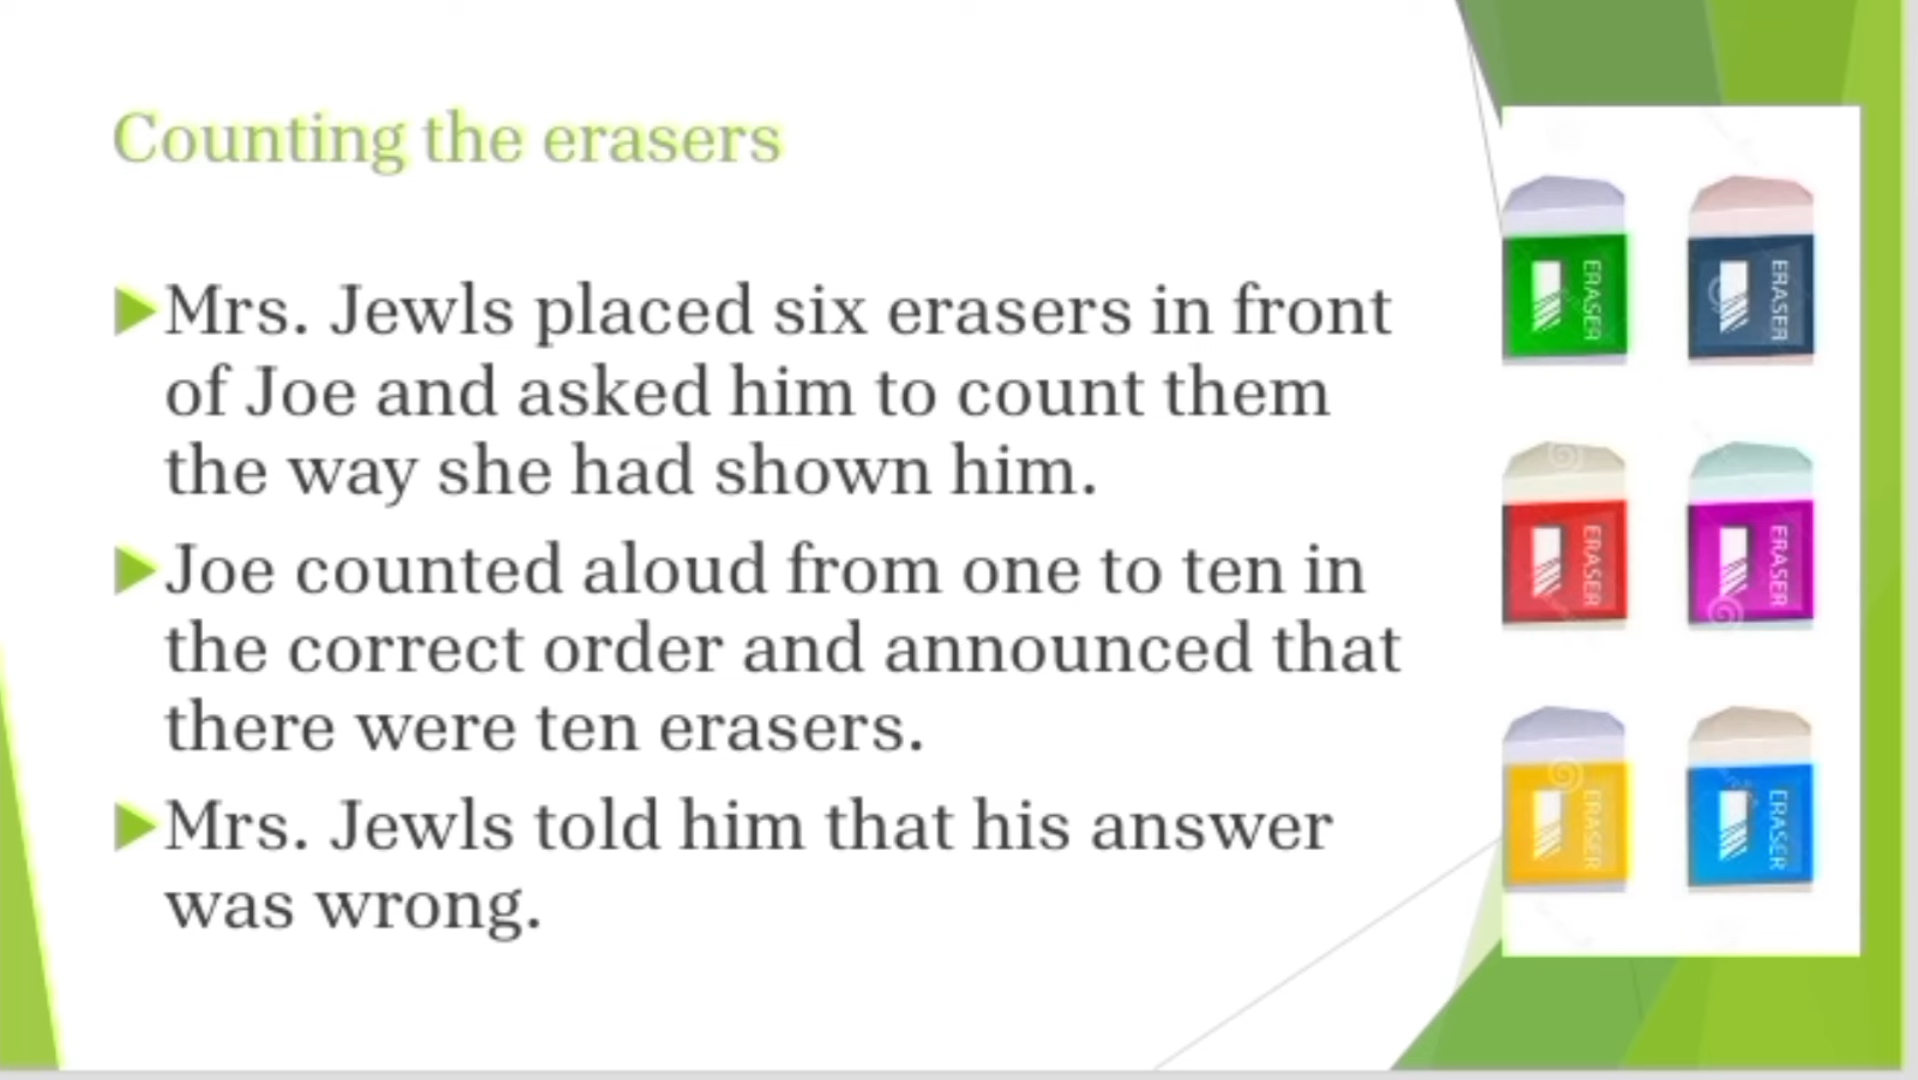 Counting the erasers
Mrs. Jewls placed six erasers in front
of Joe and asked him to count them
the way she had shown him.
Joe counted aloud from one to ten in
the correct order and announced that
there were ten erasers.
Mrs. Jewls told him that his answer
was wrong.
ERASER
ERASER
ERASER
ERASER
ERASER
ERASER